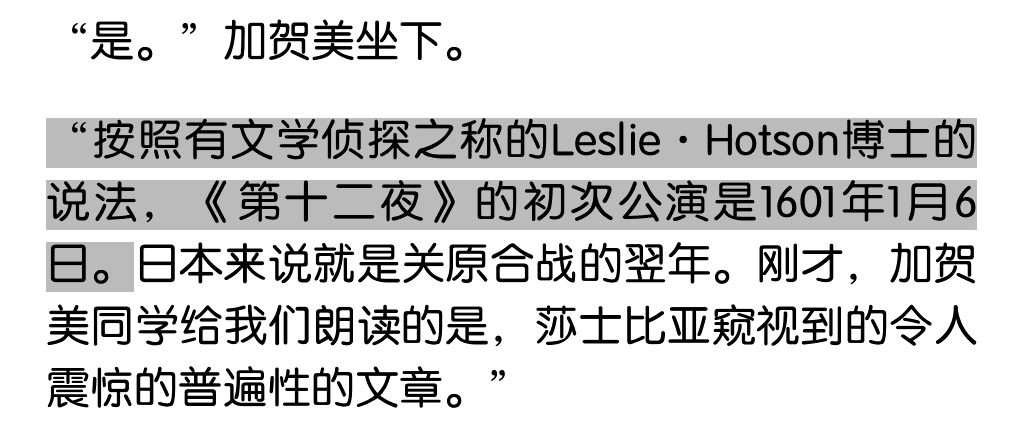 “是。”加贺美坐下。
“按照有文学侦探之称的Leslie·Hotson博士的
说法，《第十二夜》的初次公演是1601年1月6
日。日本来说就是关原合战的翌年。刚才，加贺
美同学给我们朗读的是，莎士比亚窥视到的令人
震惊的普遍性的文章。”